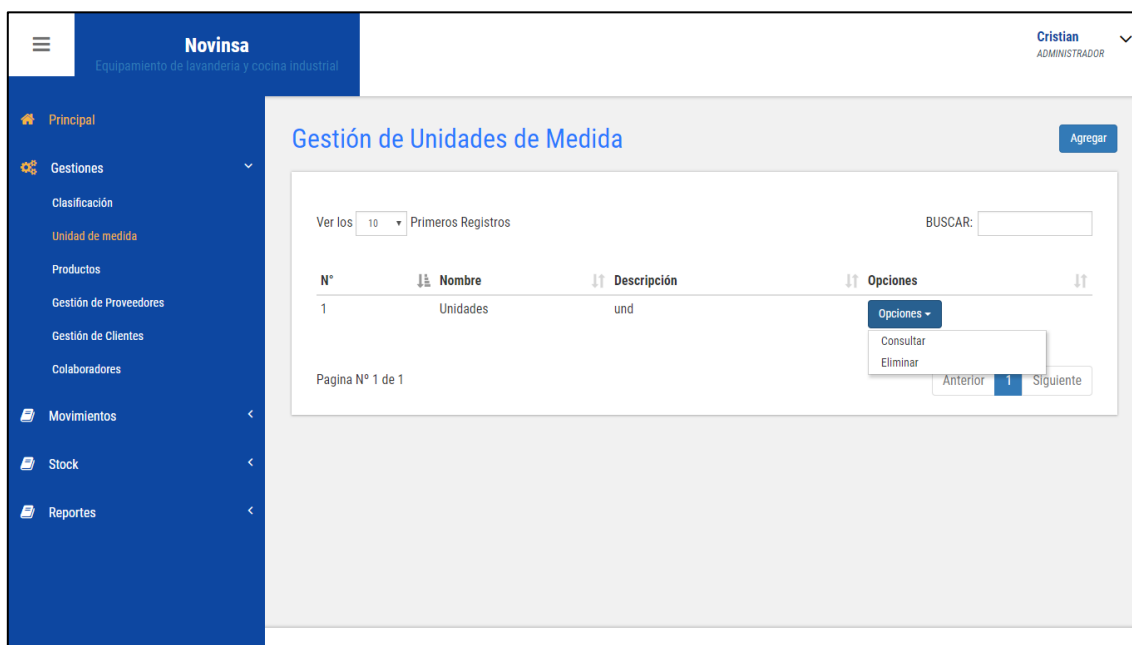 Novinsa
Equipamiento de lavanderia y cocina industrial
Cristian
ADMINISTRADOR
Principal
Gestiones
Clasificación
Unidad de medida
Productos
Gestión de Proveedores
Gestión de Clientes
Colaboradores
Movimientos
Stock
Reportes
Gestión de Unidades de Medida
Agregar
Ver los 10 Primeros Registros
BUSCAR:
N° Nombre Descripción Opciones
1 Unidades und Opciones
Consultar
Eliminar
Pagina Nº 1 de 1
Anterior 1 Siguiente